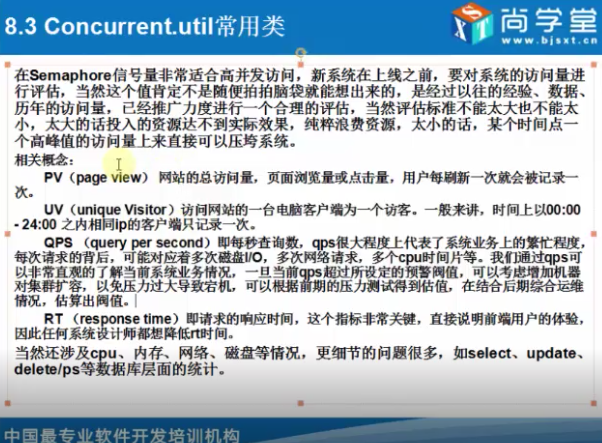 8.3 Concurrent.util常用类
尚学堂
www.bjsxt.com
在Semaphore信号量非常适合高并发访问，新系统在上线之前，要对系统的访问量进
行评估，当然这个值肯定不是随便拍拍脑袋就能想出来的，是经过以往的经验、数据、
历年的访问量，已经推广力度进行一个合理的评估，当然评估标准不能太大也不能太
小，太大的话投入的资源达不到实际效果，纯粹浪费资源，太小的话，某个时间点一
个高峰值的访问量上来直接可以压垮系统。
相关概念：
PV（page view） 网站的总访问量，页面浏览量或点击量，用户每刷新一次就会被记录一
次。
UV（unique Visitor）访问网站的一台电脑客户端为一个访客。一般来讲，时间上以00:00
- 24:00 之内相同ip的客户端只记录一次。
QPS （query per second）即每秒查询数，qps很大程度上代表了系统业务上的繁忙程度，
每次请求的背后，可能对应着多次磁盘I/O，多次网络请求，多个cpu时间片等。我们通过qps可
以非常直观的了解当前系统业务情况，一旦当前qps超过所设定的预警阀值，可以考虑增加机器
对集群扩容，以免压力过大导致宕机，可以根据前期的压力测试得到估值，在结合后期综合运维
情况，估算出阀值。
RT （response time）即请求的响应时间，这个指标非常关键，直接说明前端用户的体验，
因此任何系统设计师都想降低rt时间。
当然还涉及cpu、内存、网络、磁盘等情况，更细节的问题很多，如select、update、
delete/ps等数据库层面的统计。
中国最专业软件开发培训机构